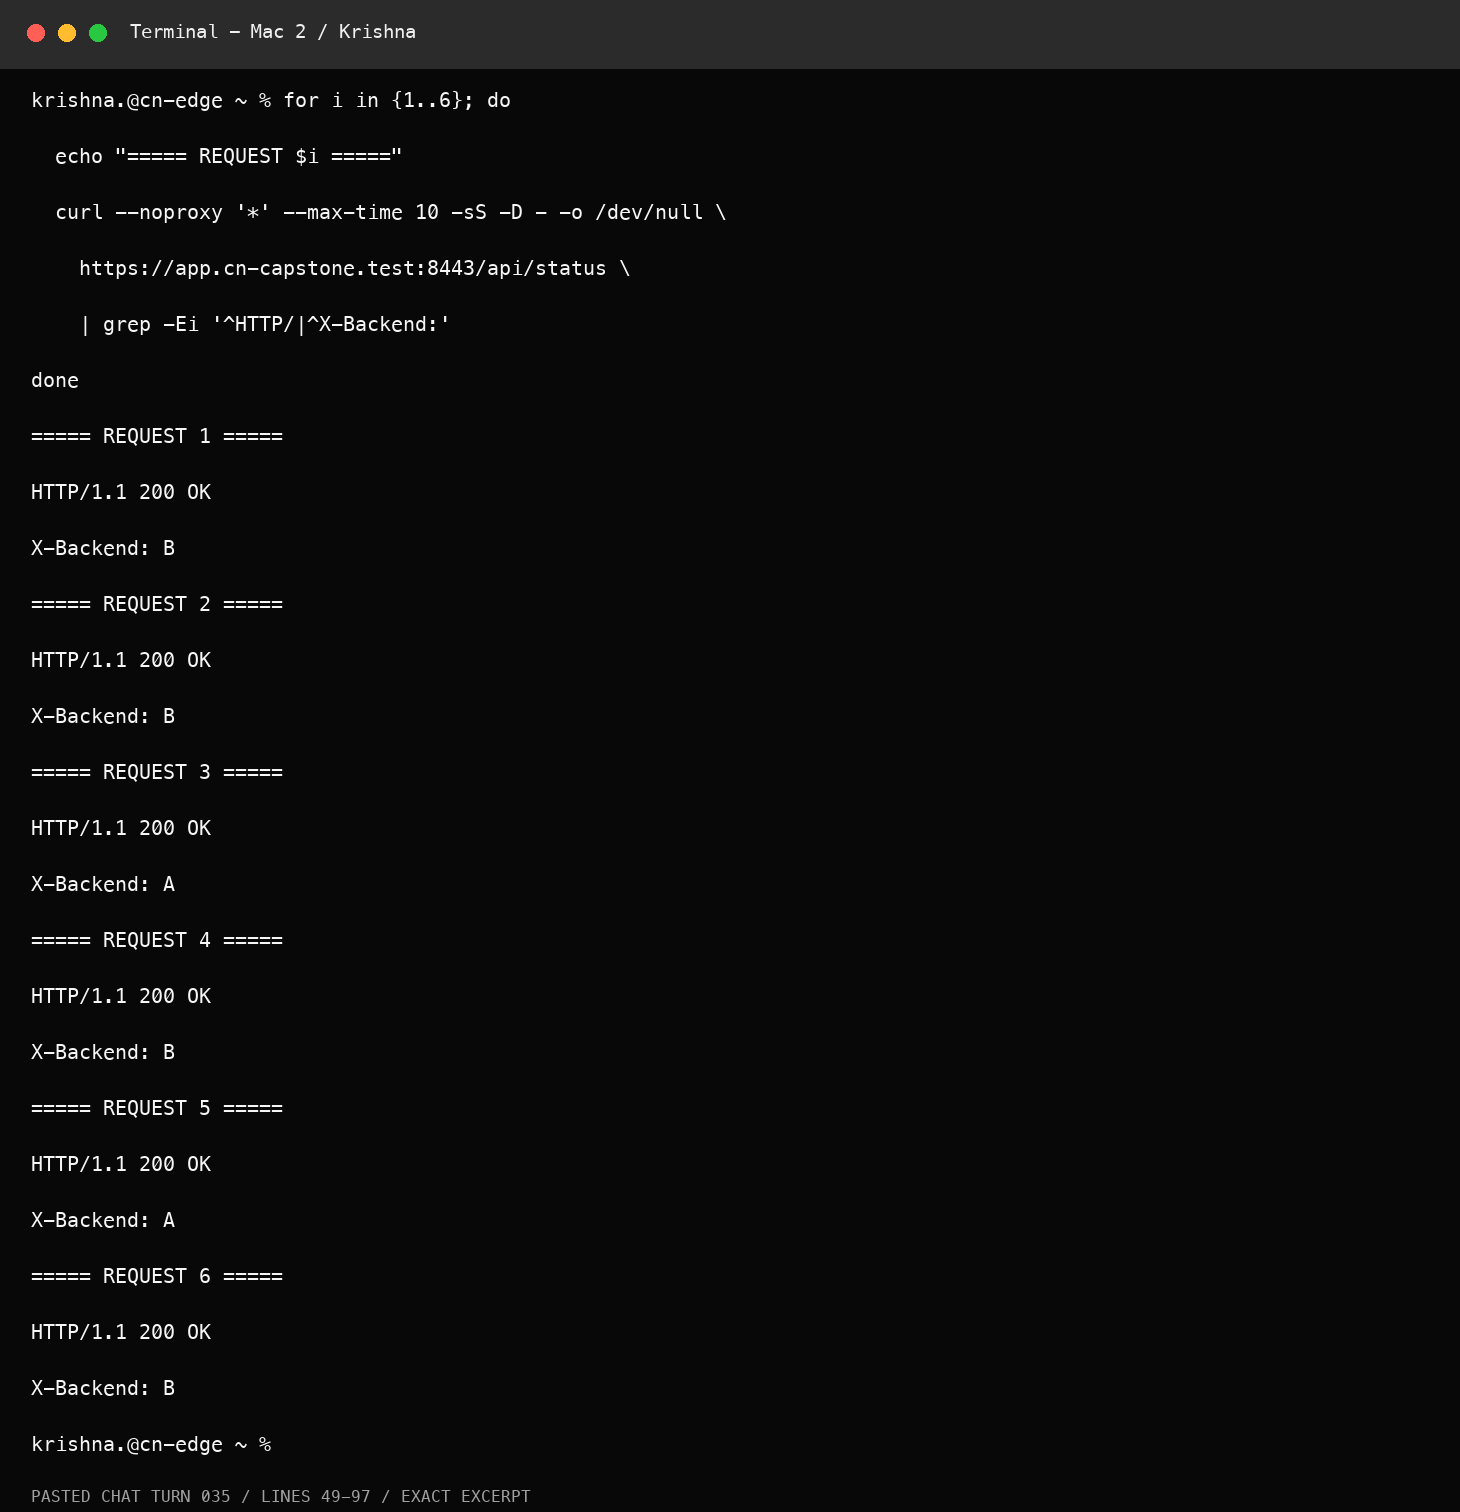 Terminal — Mac 2 / Krishna
krishna.@cn-edge ~ % for i in {1..6}; do
  echo "===== REQUEST $i ====="
  curl --noproxy '*' --max-time 10 -sS -D - -o /dev/null \
    https://app.cn-capstone.test:8443/api/status \
    | grep -Ei '^HTTP/|^X-Backend:'
done
===== REQUEST 1 =====
HTTP/1.1 200 OK
X-Backend: B
===== REQUEST 2 =====
HTTP/1.1 200 OK
X-Backend: B
===== REQUEST 3 =====
HTTP/1.1 200 OK
X-Backend: A
===== REQUEST 4 =====
HTTP/1.1 200 OK
X-Backend: B
===== REQUEST 5 =====
HTTP/1.1 200 OK
X-Backend: A
===== REQUEST 6 =====
HTTP/1.1 200 OK
X-Backend: B
krishna.@cn-edge ~ %
PASTED CHAT TURN 035 / LINES 49–97 / EXACT EXCERPT